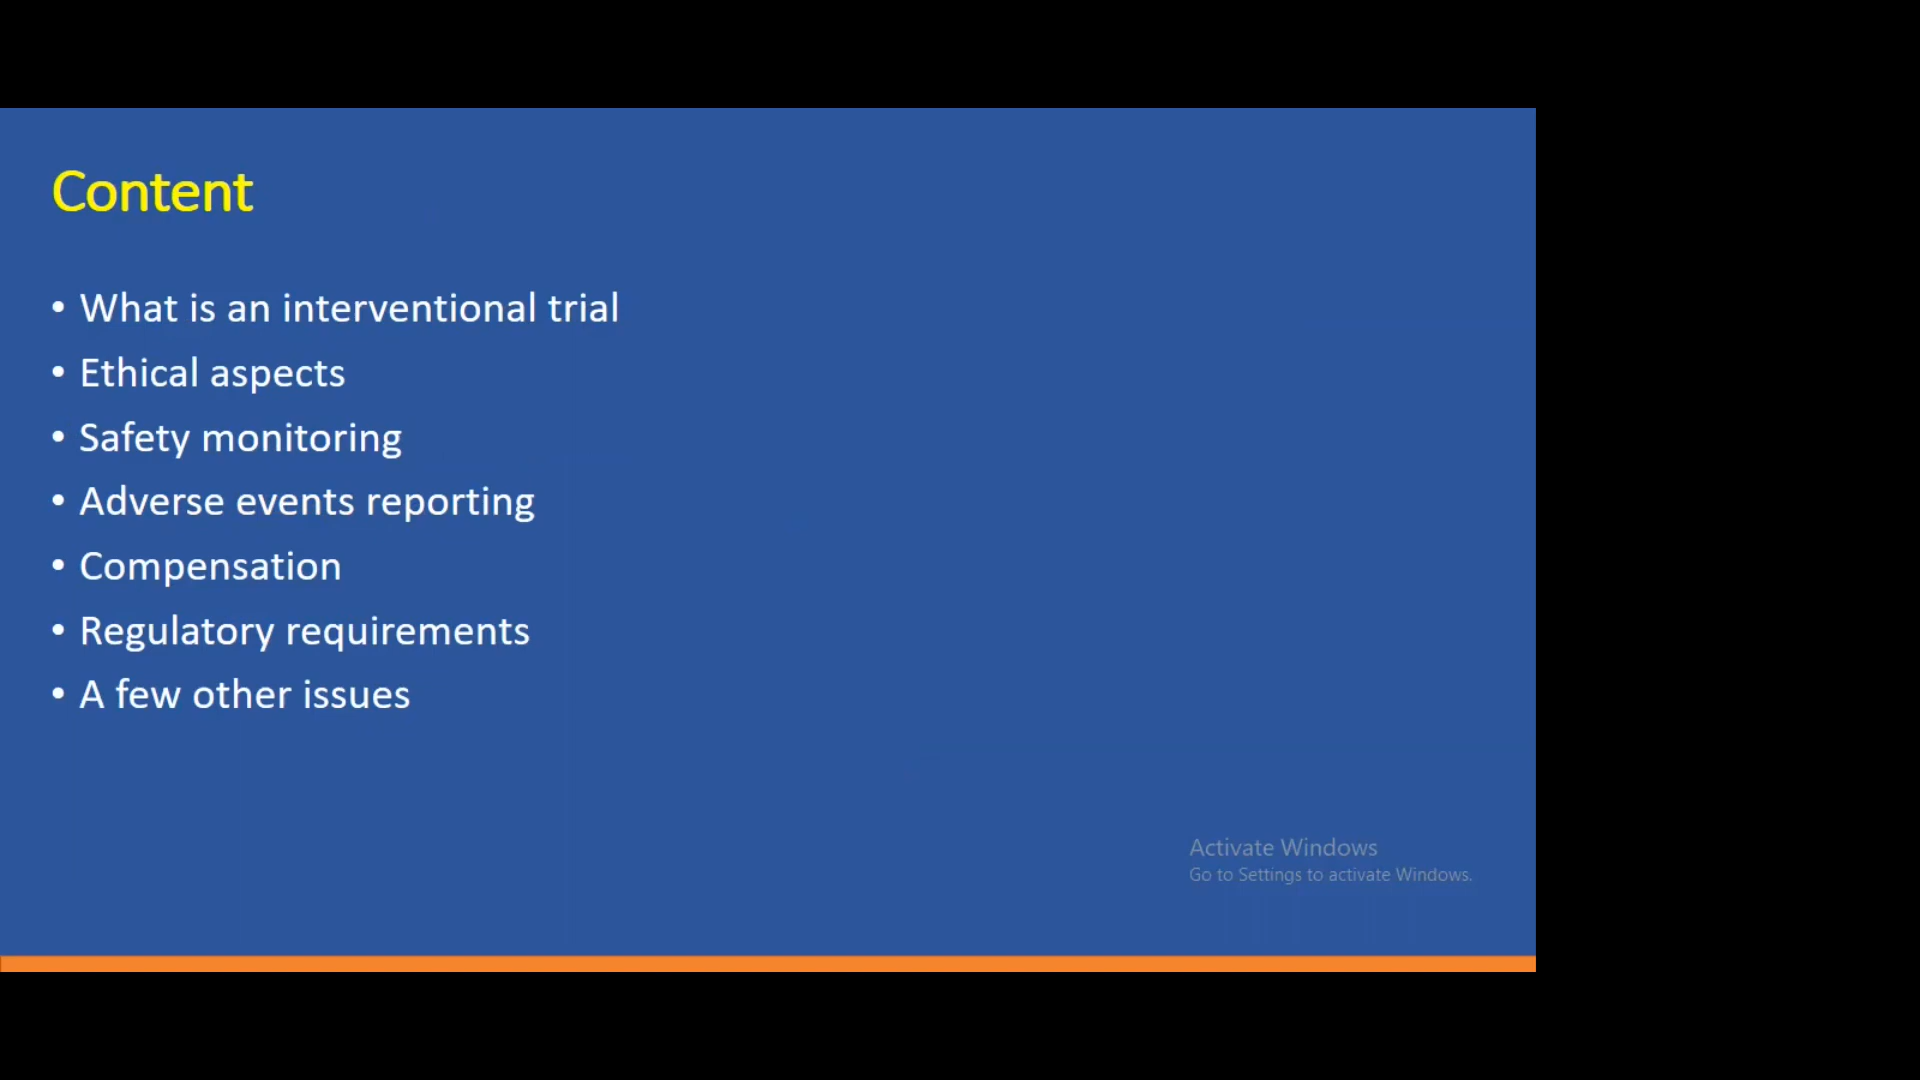 Content
• What is an interventional trial
• Ethical aspects
• Safety monitoring
• Adverse events reporting
• Compensation
• Regulatory requirements
• A few other issues
Activate Windows
Go to Settings to activate Windows.